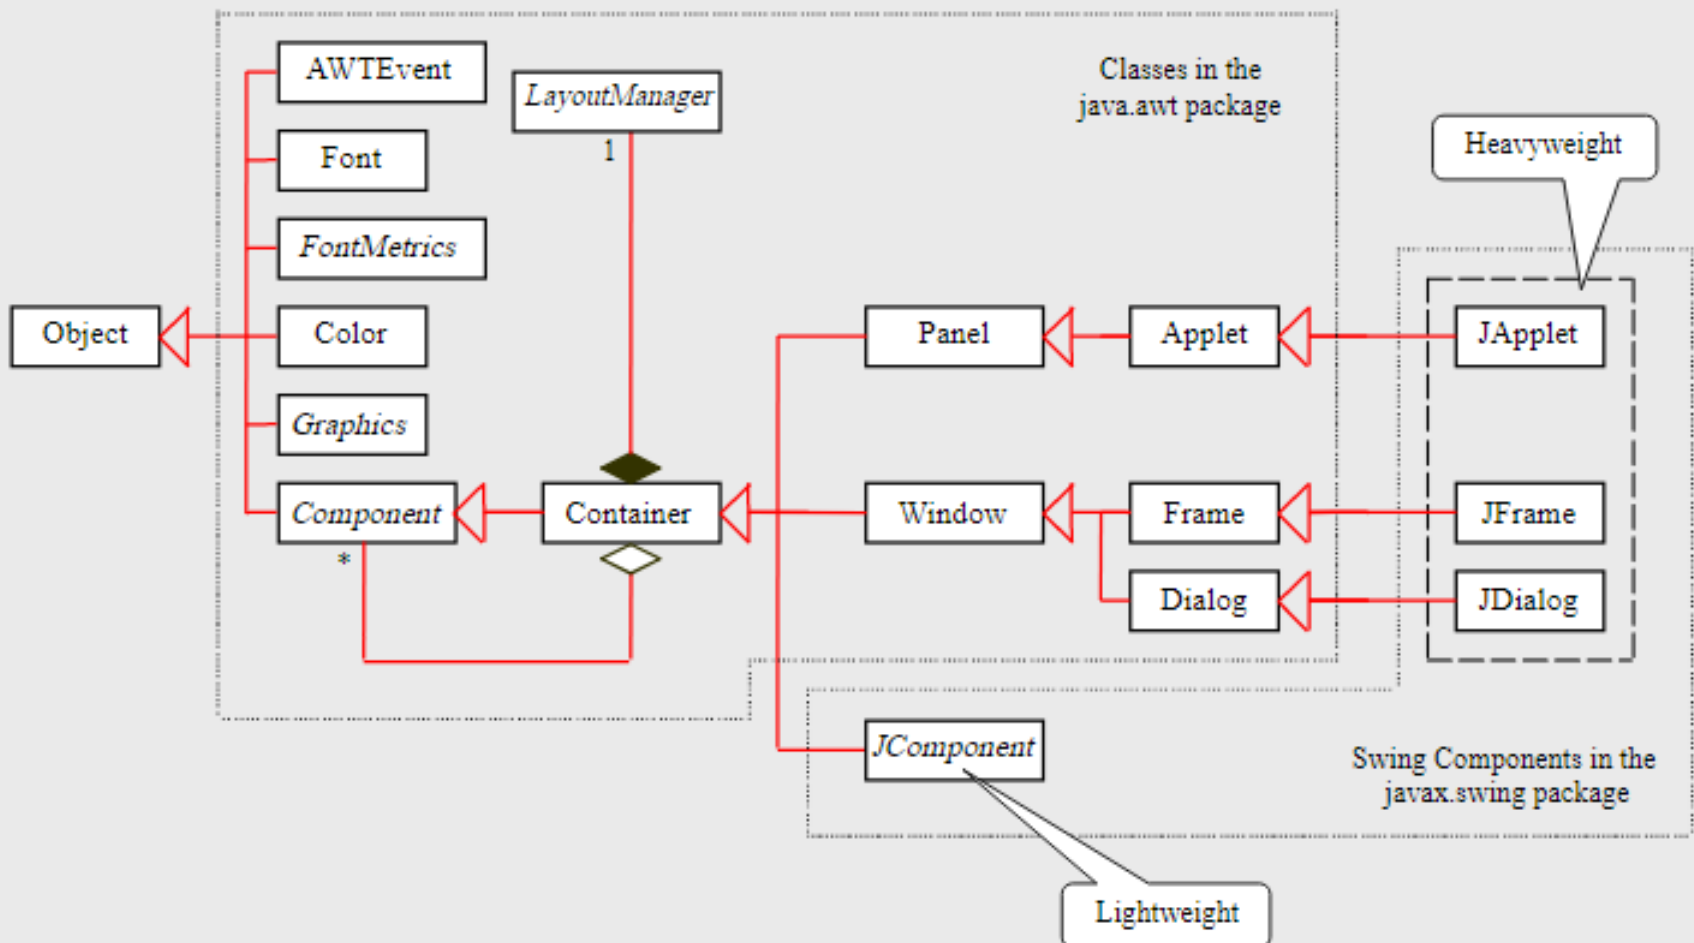 AWTEvent
LayoutManager
Classes in the
java.awt package
1
Heavyweight
Font
FontMetrics
Object
Color
Panel
Applet
JApplet
Graphics
Component
Container
Window
Frame
JFrame
*
Dialog
JDialog
JComponent
Swing Components in the
javax.swing package
Lightweight